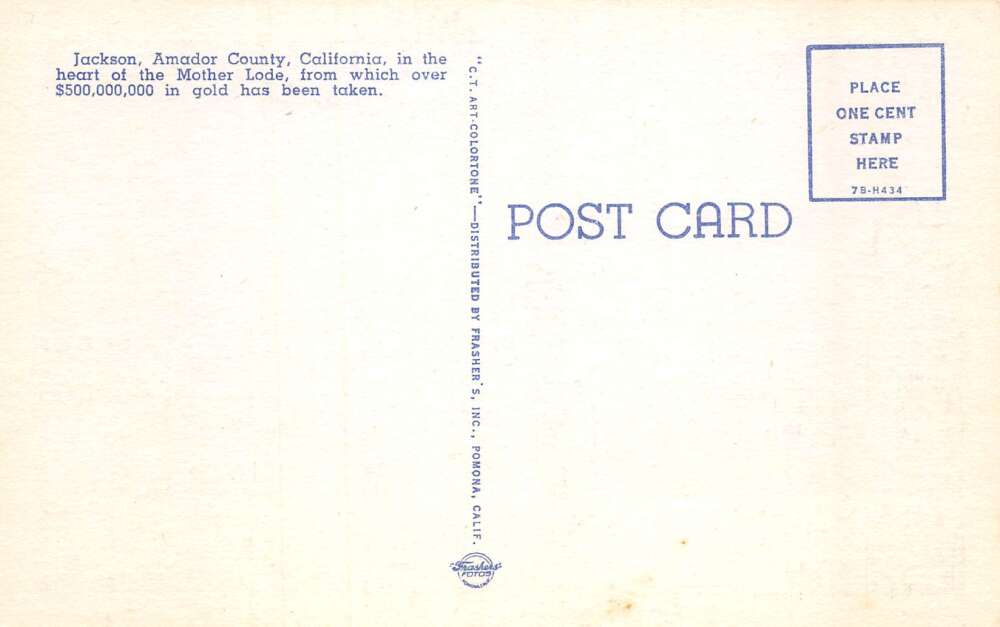 Jackson, Amador County, California, in the
heart of the Mother Lode, from which over
$500,000,000 in gold has been taken.
"C.T. ART-COLORTONE"—DISTRIBUTED BY FRASHER'S, INC., POMONA, CALIF.
Frashers'
FOTOS
POMONA, CALIF.
POST CARD
PLACE
ONE CENT
STAMP
HERE
7B-H434